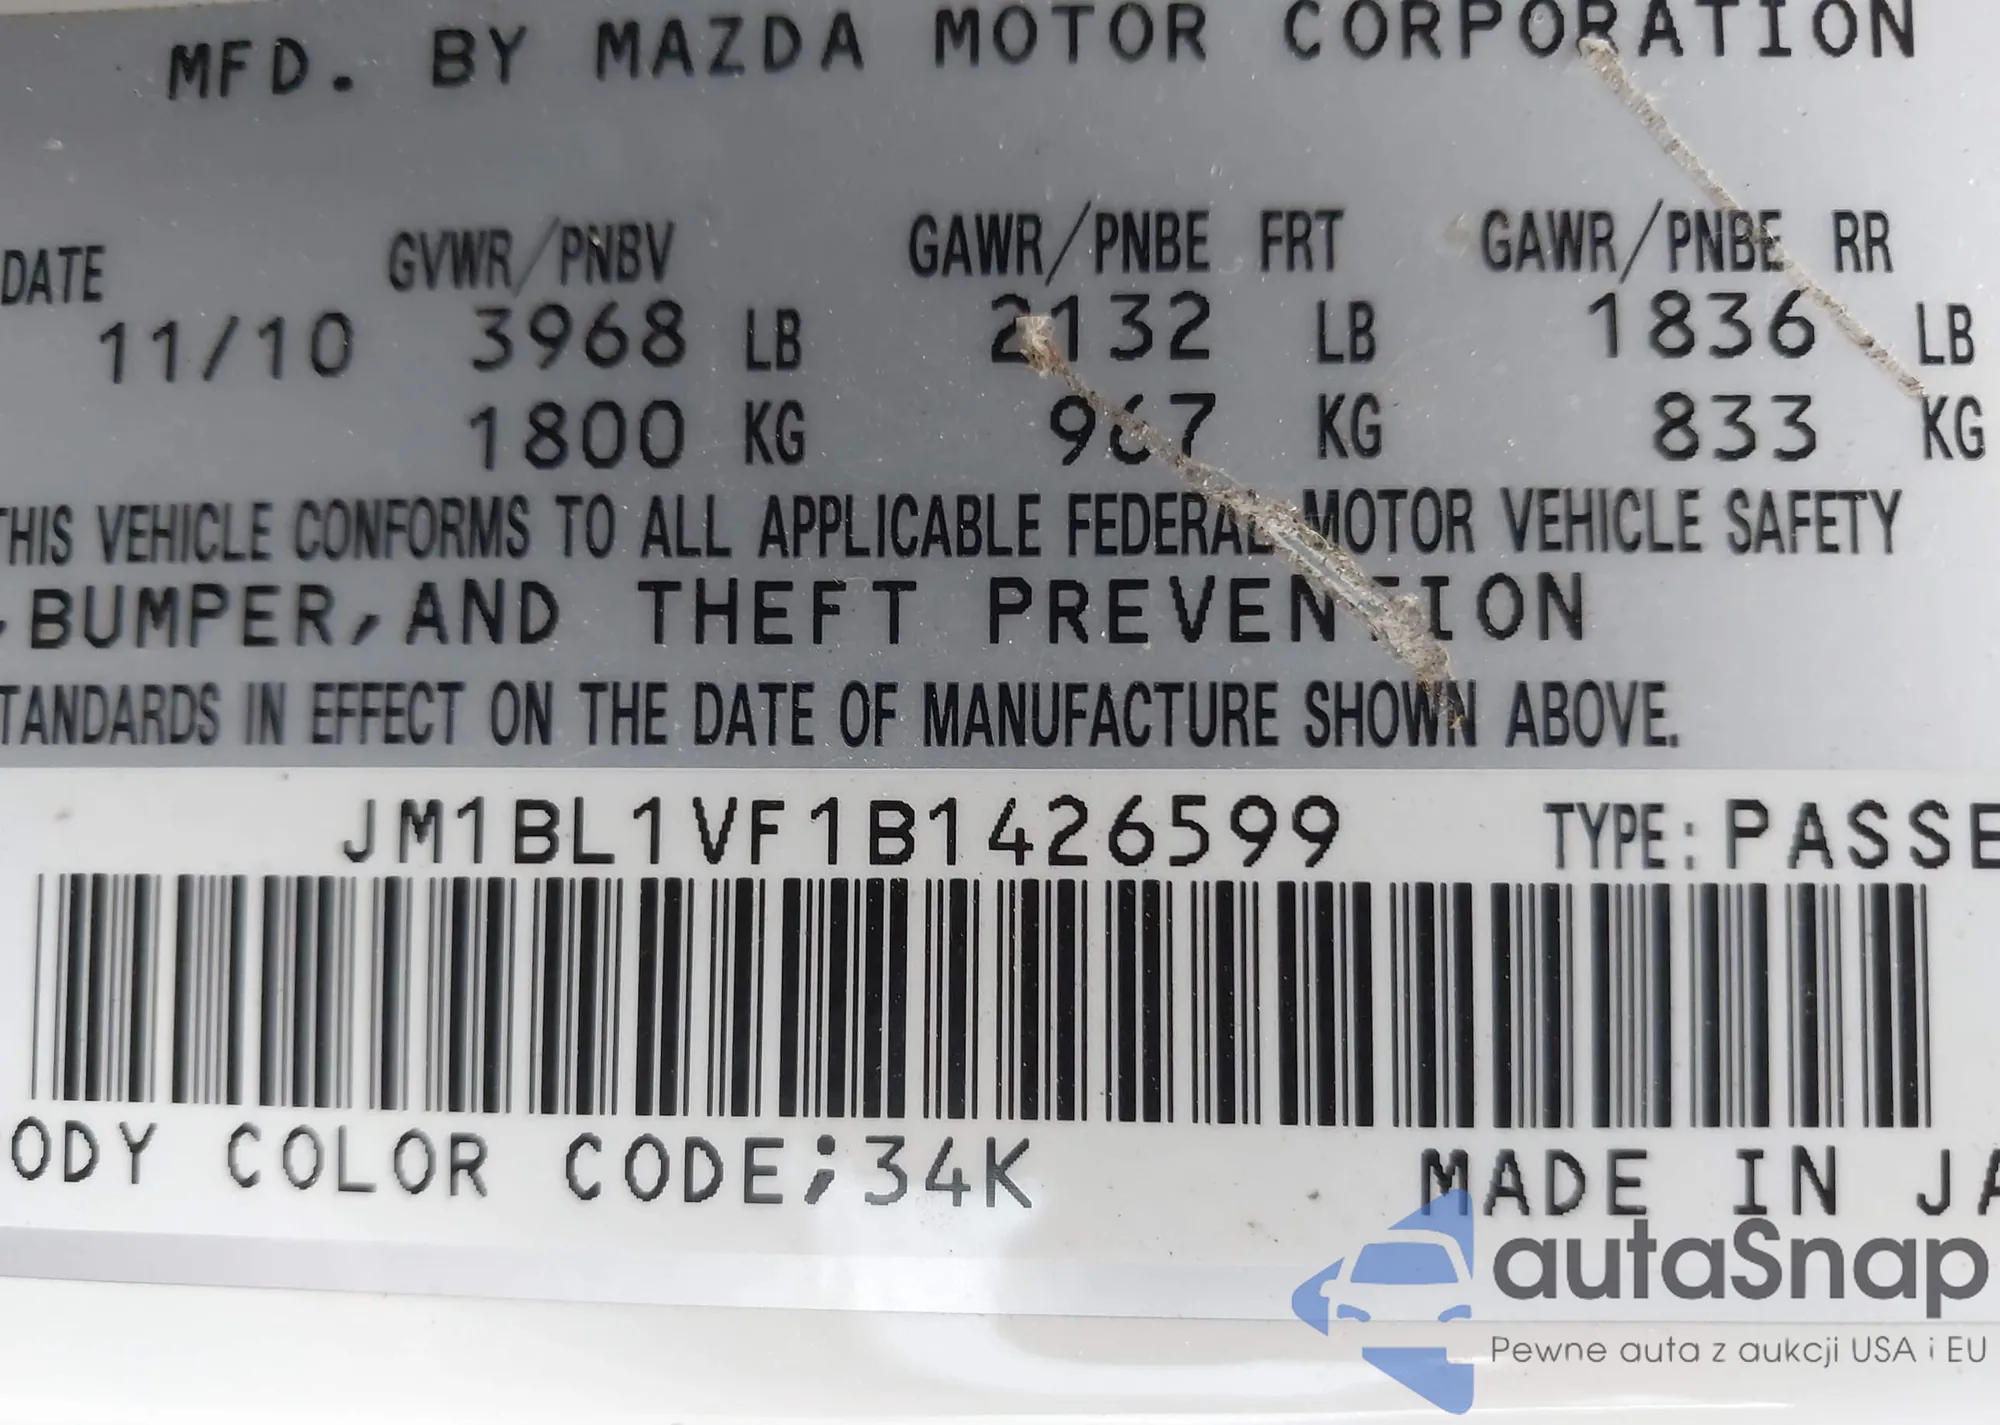 MFD. BY MAZDA MOTOR CORPORATION
DATE GVWR/PNBV GAWR/PNBE FRT GAWR/PNBE RR
11/10 3968 LB 2132 LB 1836 LB
1800 KG 967 KG 833 KG
THIS VEHICLE CONFORMS TO ALL APPLICABLE FEDERAL MOTOR VEHICLE SAFETY
,BUMPER,AND THEFT PREVENTION
TANDARDS IN EFFECT ON THE DATE OF MANUFACTURE SHOWN ABOVE.
JM1BL1VF1B1426599 TYPE:PASSE
ODY COLOR CODE;34K MADE IN JA
autaSnap
Pewne auta z aukcji USA i EU